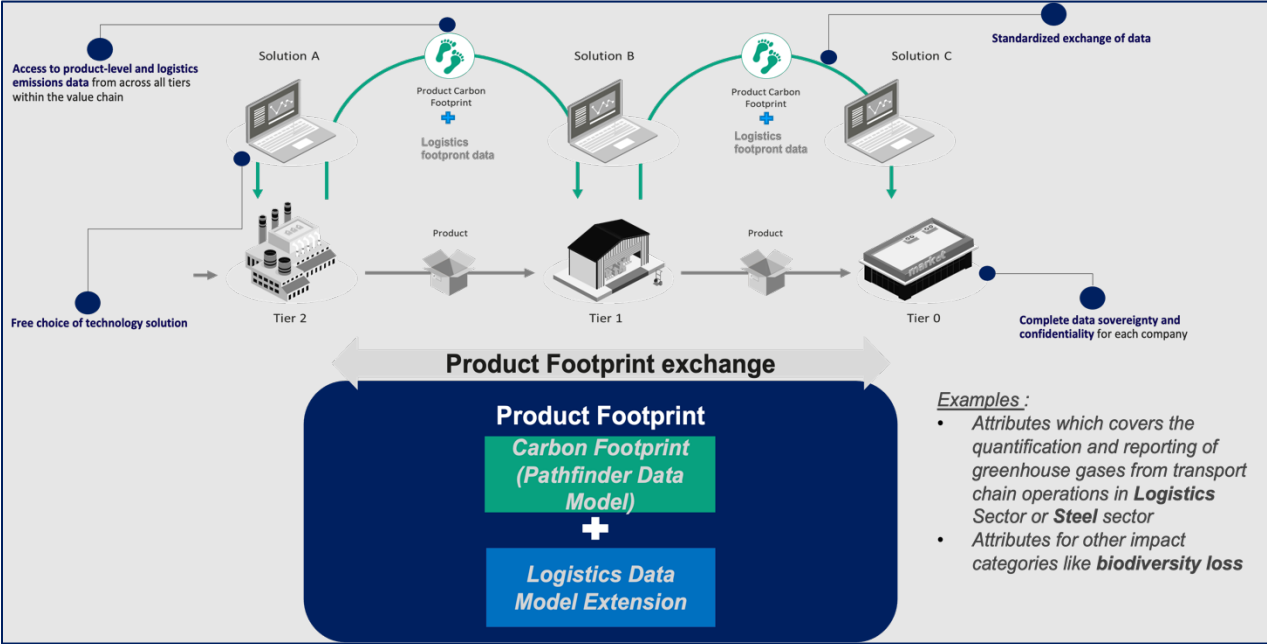 Solution A
Solution B
Solution C
Standardized exchange of data
Access to product-level and logistics
emissions data from across all tiers
within the value chain
Product Carbon
Footprint
Logistics
footpront data
Product Carbon
Footprint
Logistics
footpront data
Product
Product
market
Free choice of technology solution
Tier 2
Tier 1
Tier 0
Complete data sovereignty and
confidentiality for each company
Product Footprint exchange
Product Footprint
Carbon Footprint
(Pathfinder Data
Model)
Logistics Data
Model Extension
Examples :
• Attributes which covers the
quantification and reporting of
greenhouse gases from transport
chain operations in Logistics
Sector or Steel sector
• Attributes for other impact
categories like biodiversity loss